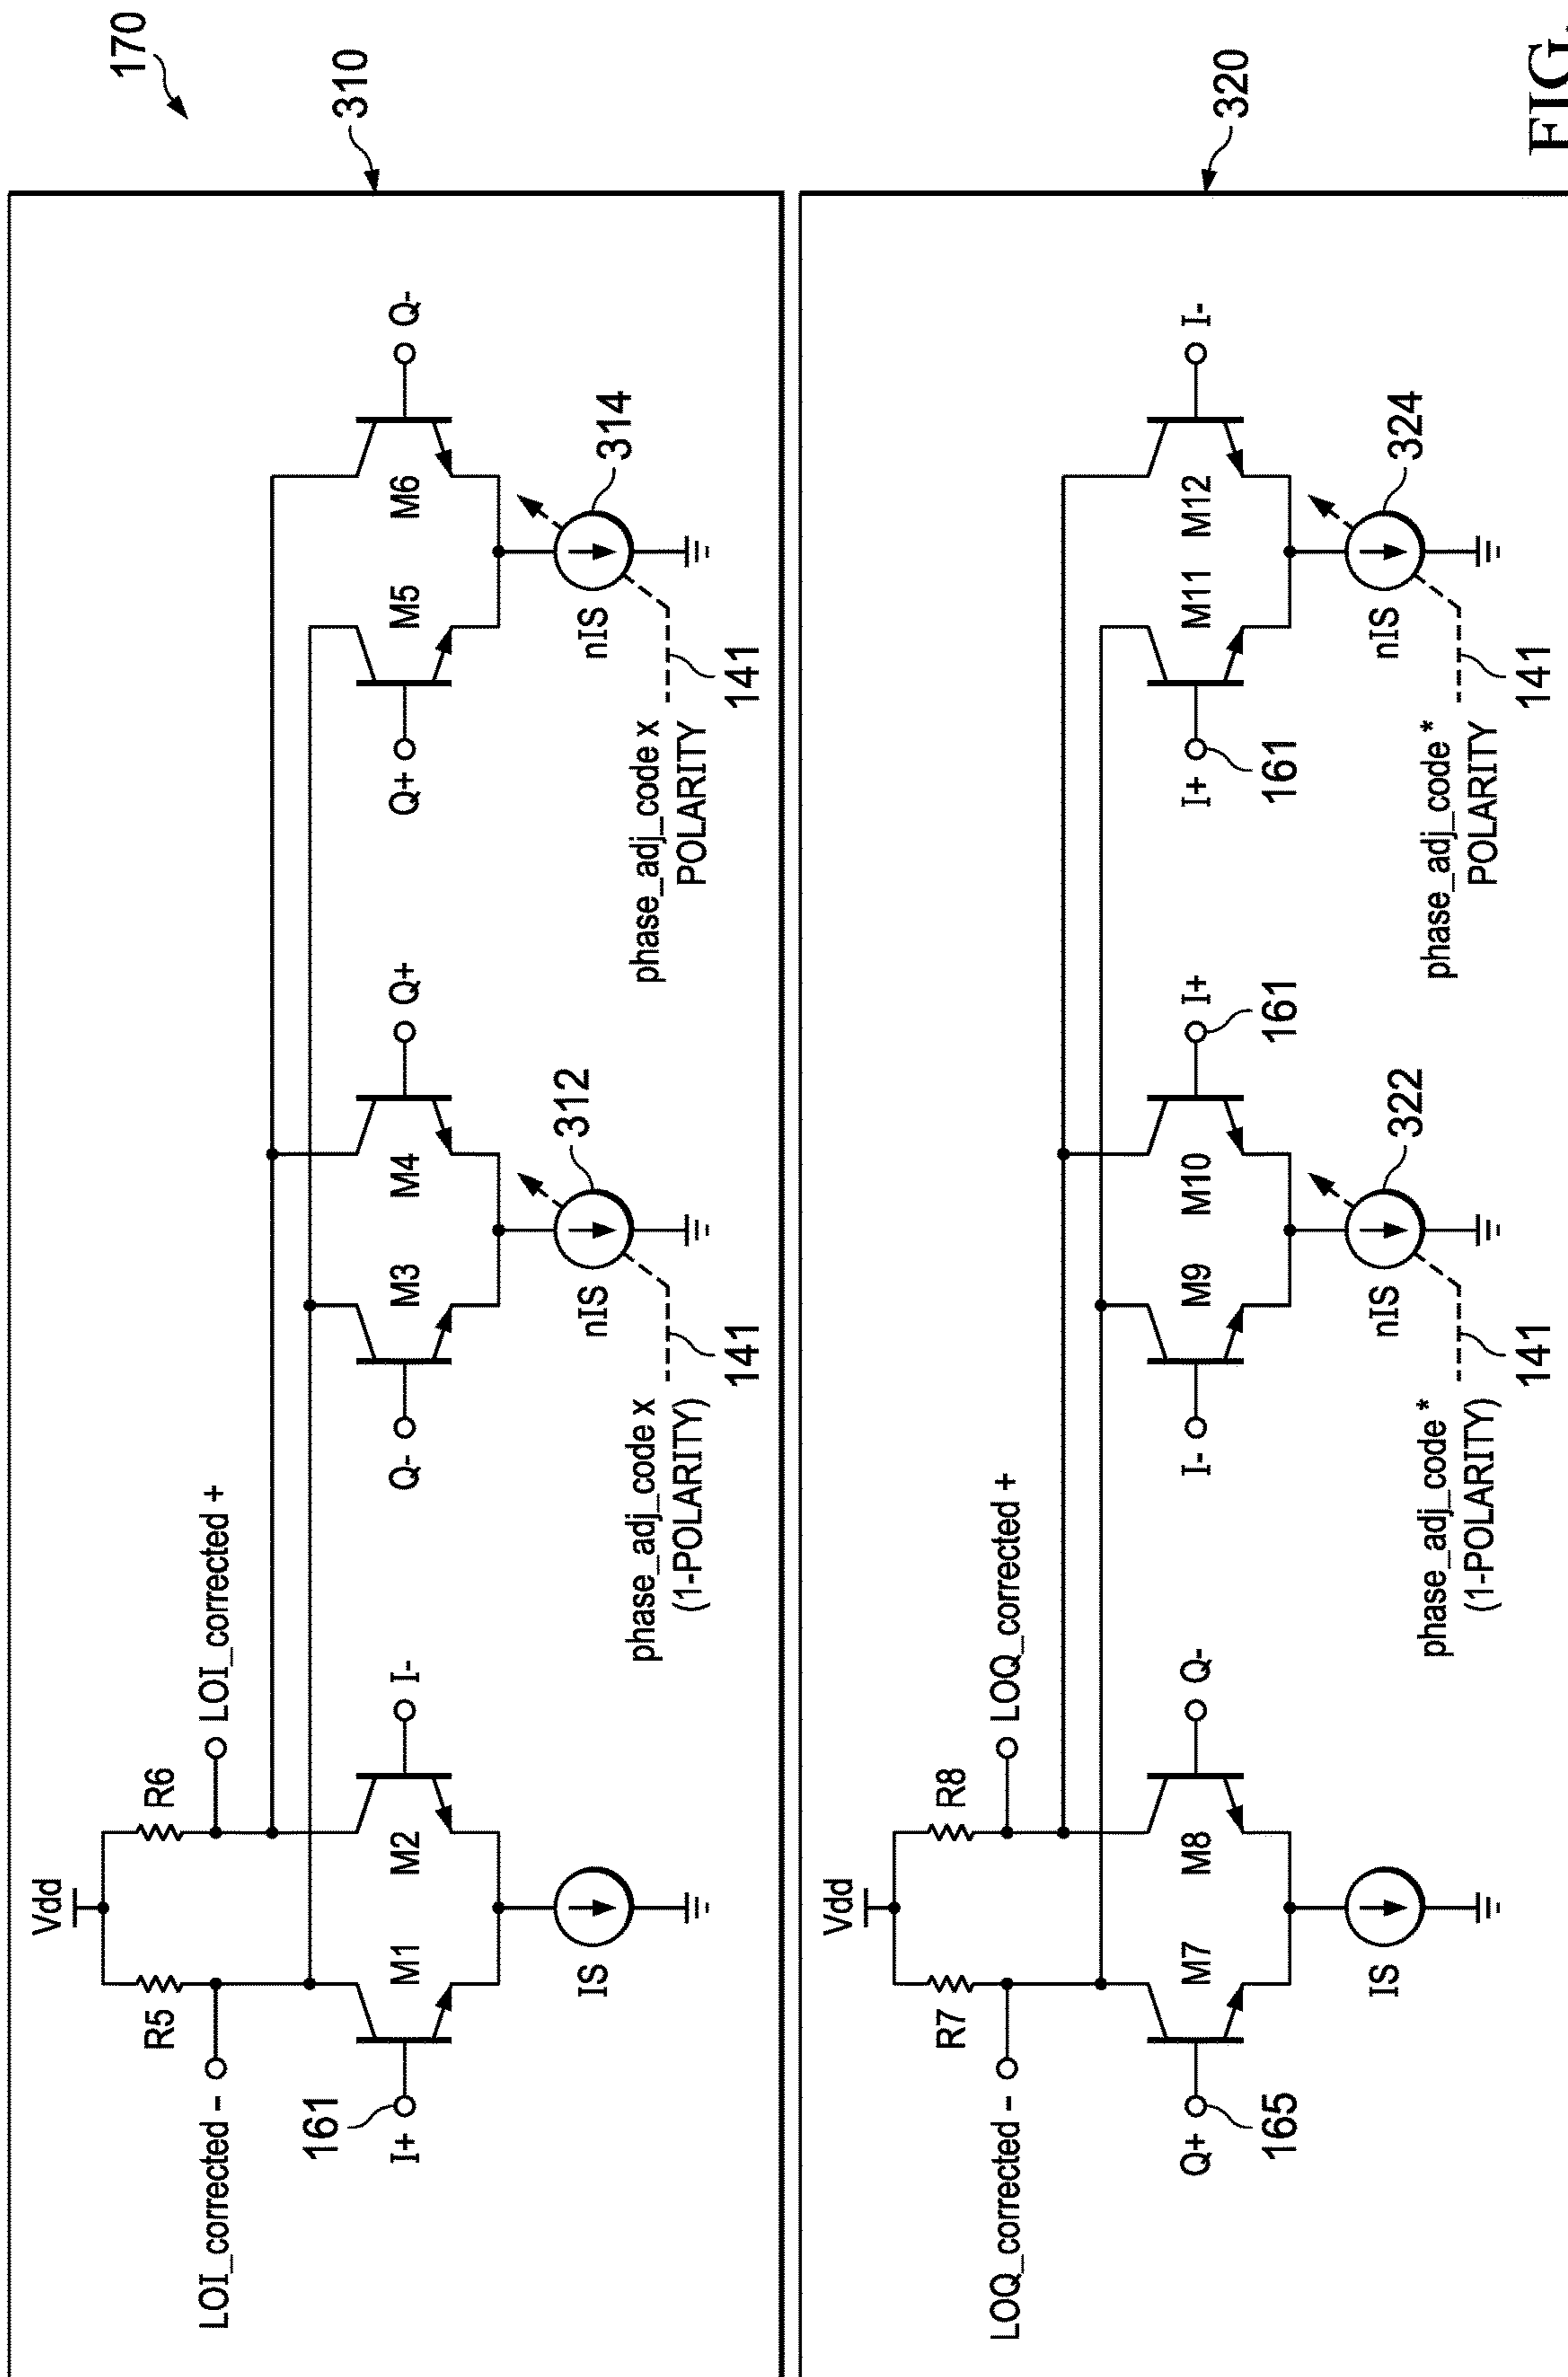 170
310
Vdd
R5
R6
LOI_corrected -
LOI_corrected +
161
I+
M1
M2
I-
Q-
M3
M4
Q+
Q+
M5
M6
Q-
IS
nIS
312
nIS
314
phase_adj_code x
(1-POLARITY)
141
phase_adj_code x
POLARITY
141
320
Vdd
R7
R8
LOQ_corrected -
LOQ_corrected +
Q+
165
M7
M8
Q-
I-
M9
M10
I+
161
I+
161
M11
M12
I-
IS
nIS
322
nIS
324
phase_adj_code *
(1-POLARITY)
141
phase_adj_code *
POLARITY
141
FIG.